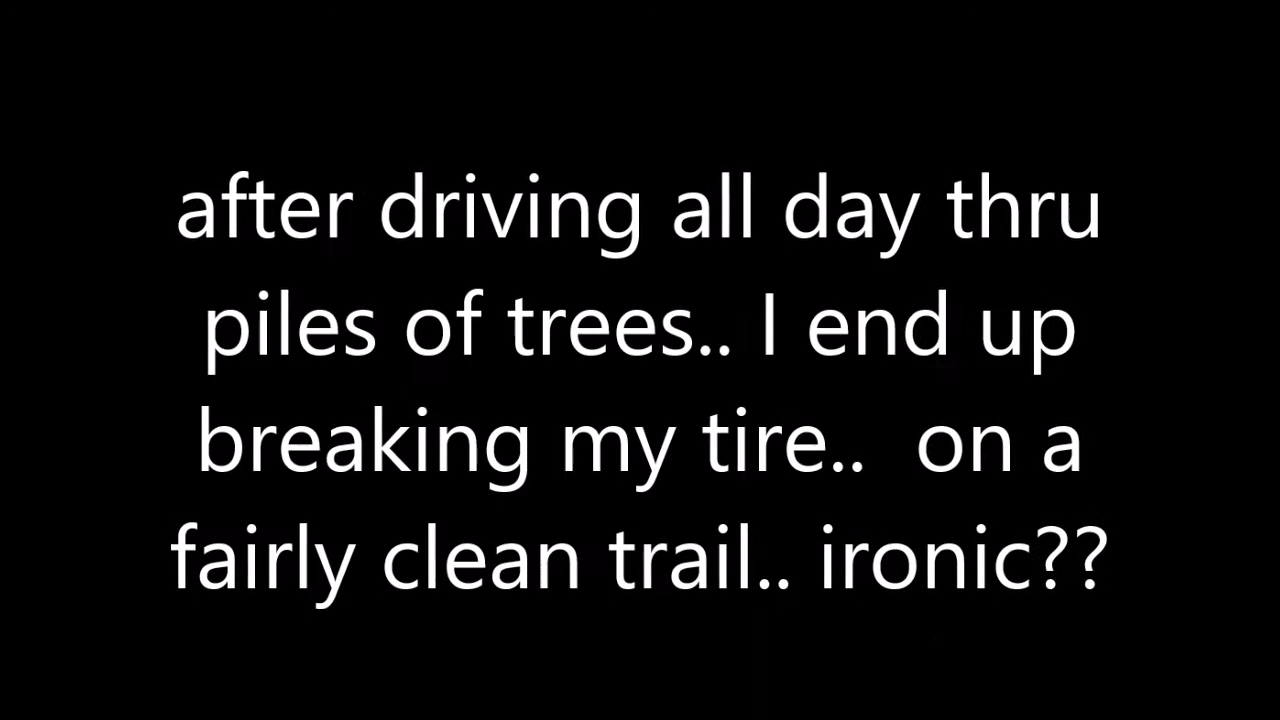 after driving all day thru
piles of trees.. I end up
breaking my tire..  on a
fairly clean trail.. ironic??